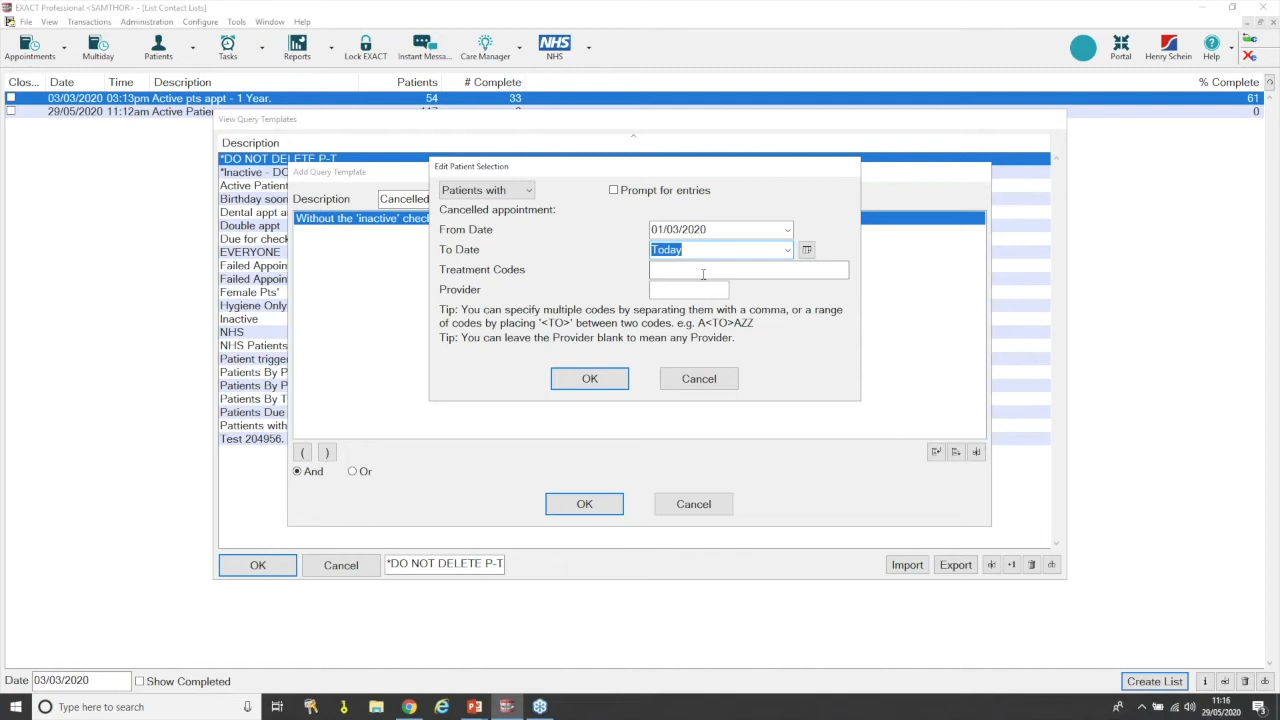 EXACT Professional <SAMTHOR> - [List Contact Lists]
File View Transactions Administration Configure Tools Window Help
Appointments Multiday Patients Tasks Reports Lock EXACT Instant Messa... Care Manager NHS Portal Henry Schein Help
NHS
Clos... Date Time Description Patients # Complete % Complete
03/03/2020 03:13pm Active pts appt - 1 Year. 54 33 61
29/05/2020 11:12am Active Patie 0
View Query Templates
Description
*DO NOT DELETE P-T
*Inactive - DO
Active Patient
Birthday soon
Dental appt a
Double appt
Due for check
EVERYONE
Failed Appoin
Failed Appoin
Female Pts'
Hygiene Only
Inactive
NHS
NHS Patients
Patient trigger
Patients By P
Patients By P
Patients By T
Patients Due
Patients with
Test 204956.
Add Query Template
Description Cancelled
Without the 'inactive' check
Edit Patient Selection
Patients with Prompt for entries
Cancelled appointment:
From Date 01/03/2020
To Date Today
Treatment Codes
Provider
Tip: You can specify multiple codes by separating them with a comma, or a range
of codes by placing '<TO>' between two codes. e.g. A<TO>AZZ
Tip: You can leave the Provider blank to mean any Provider.
OK Cancel
( )
And Or
OK Cancel
OK Cancel *DO NOT DELETE P-T Import Export +1
Date 03/03/2020 Show Completed Create List
Type here to search
11:16
29/05/2020
3